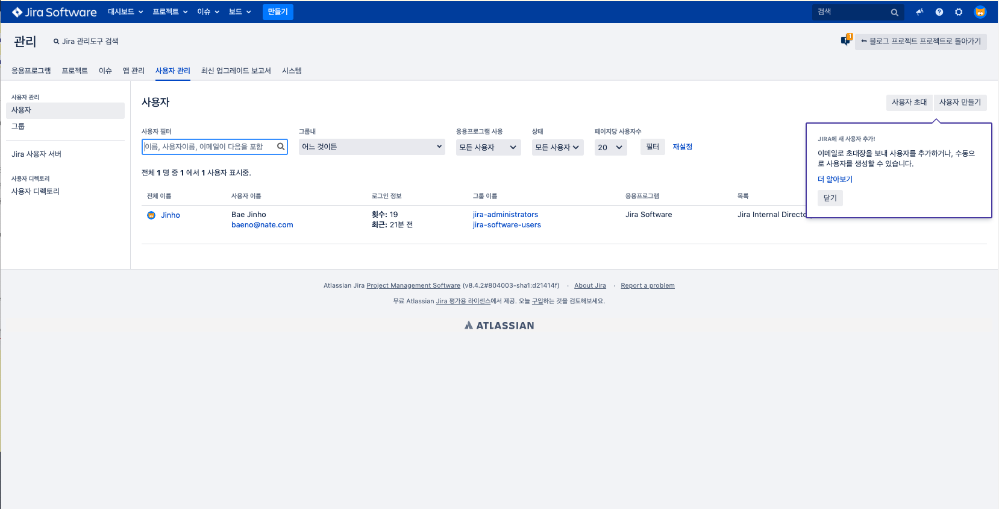 Jira Software 대시보드 프로젝트 이슈 보드 만들기 검색
관리 Jira 관리도구 검색 1 블로그 프로젝트 프로젝트로 돌아가기
응용프로그램 프로젝트 이슈 앱 관리 사용자 관리 최신 업그레이드 보고서 시스템
사용자 관리
사용자
그룹
Jira 사용자 서버
사용자 디렉토리
사용자 디렉토리
사용자 사용자 초대 사용자 만들기
사용자 필터 그룹내 응용프로그램 사용 상태 페이지당 사용자수
이름, 사용자이름, 이메일이 다음을 포함 어느 것이든 모든 사용자 모든 사용자 20 필터 재설정
전체 1 명 중 1 에서 1 사용자 표시중.
전체 이름 사용자 이름 로그인 정보 그룹 이름 응용프로그램 목록
Jinho Bae Jinho 횟수: 19 jira-administrators Jira Software Jira Internal Directo
baeno@nate.com 최근: 21분 전 jira-software-users
JIRA에 새 사용자 추가!
이메일로 초대장을 보내 사용자를 추가하거나, 수동으
로 사용자를 생성할 수 있습니다.
더 알아보기
닫기
Atlassian Jira Project Management Software (v8.4.2#804003-sha1:d21414f) · About Jira · Report a problem
무료 Atlassian Jira 평가용 라이센스에서 제공. 오늘 구입하는 것을 검토해보세요.
ATLASSIAN